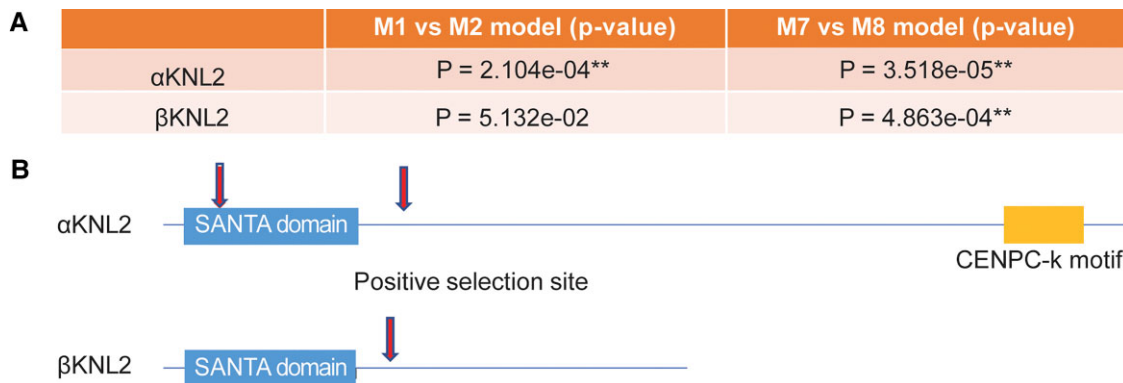 A
M1 vs M2 model (p-value) M7 vs M8 model (p-value)
αKNL2 P = 2.104e-04** P = 3.518e-05**
βKNL2 P = 5.132e-02 P = 4.863e-04**
B
αKNL2 SANTA domain
CENPC-k motif
Positive selection site
βKNL2 SANTA domain